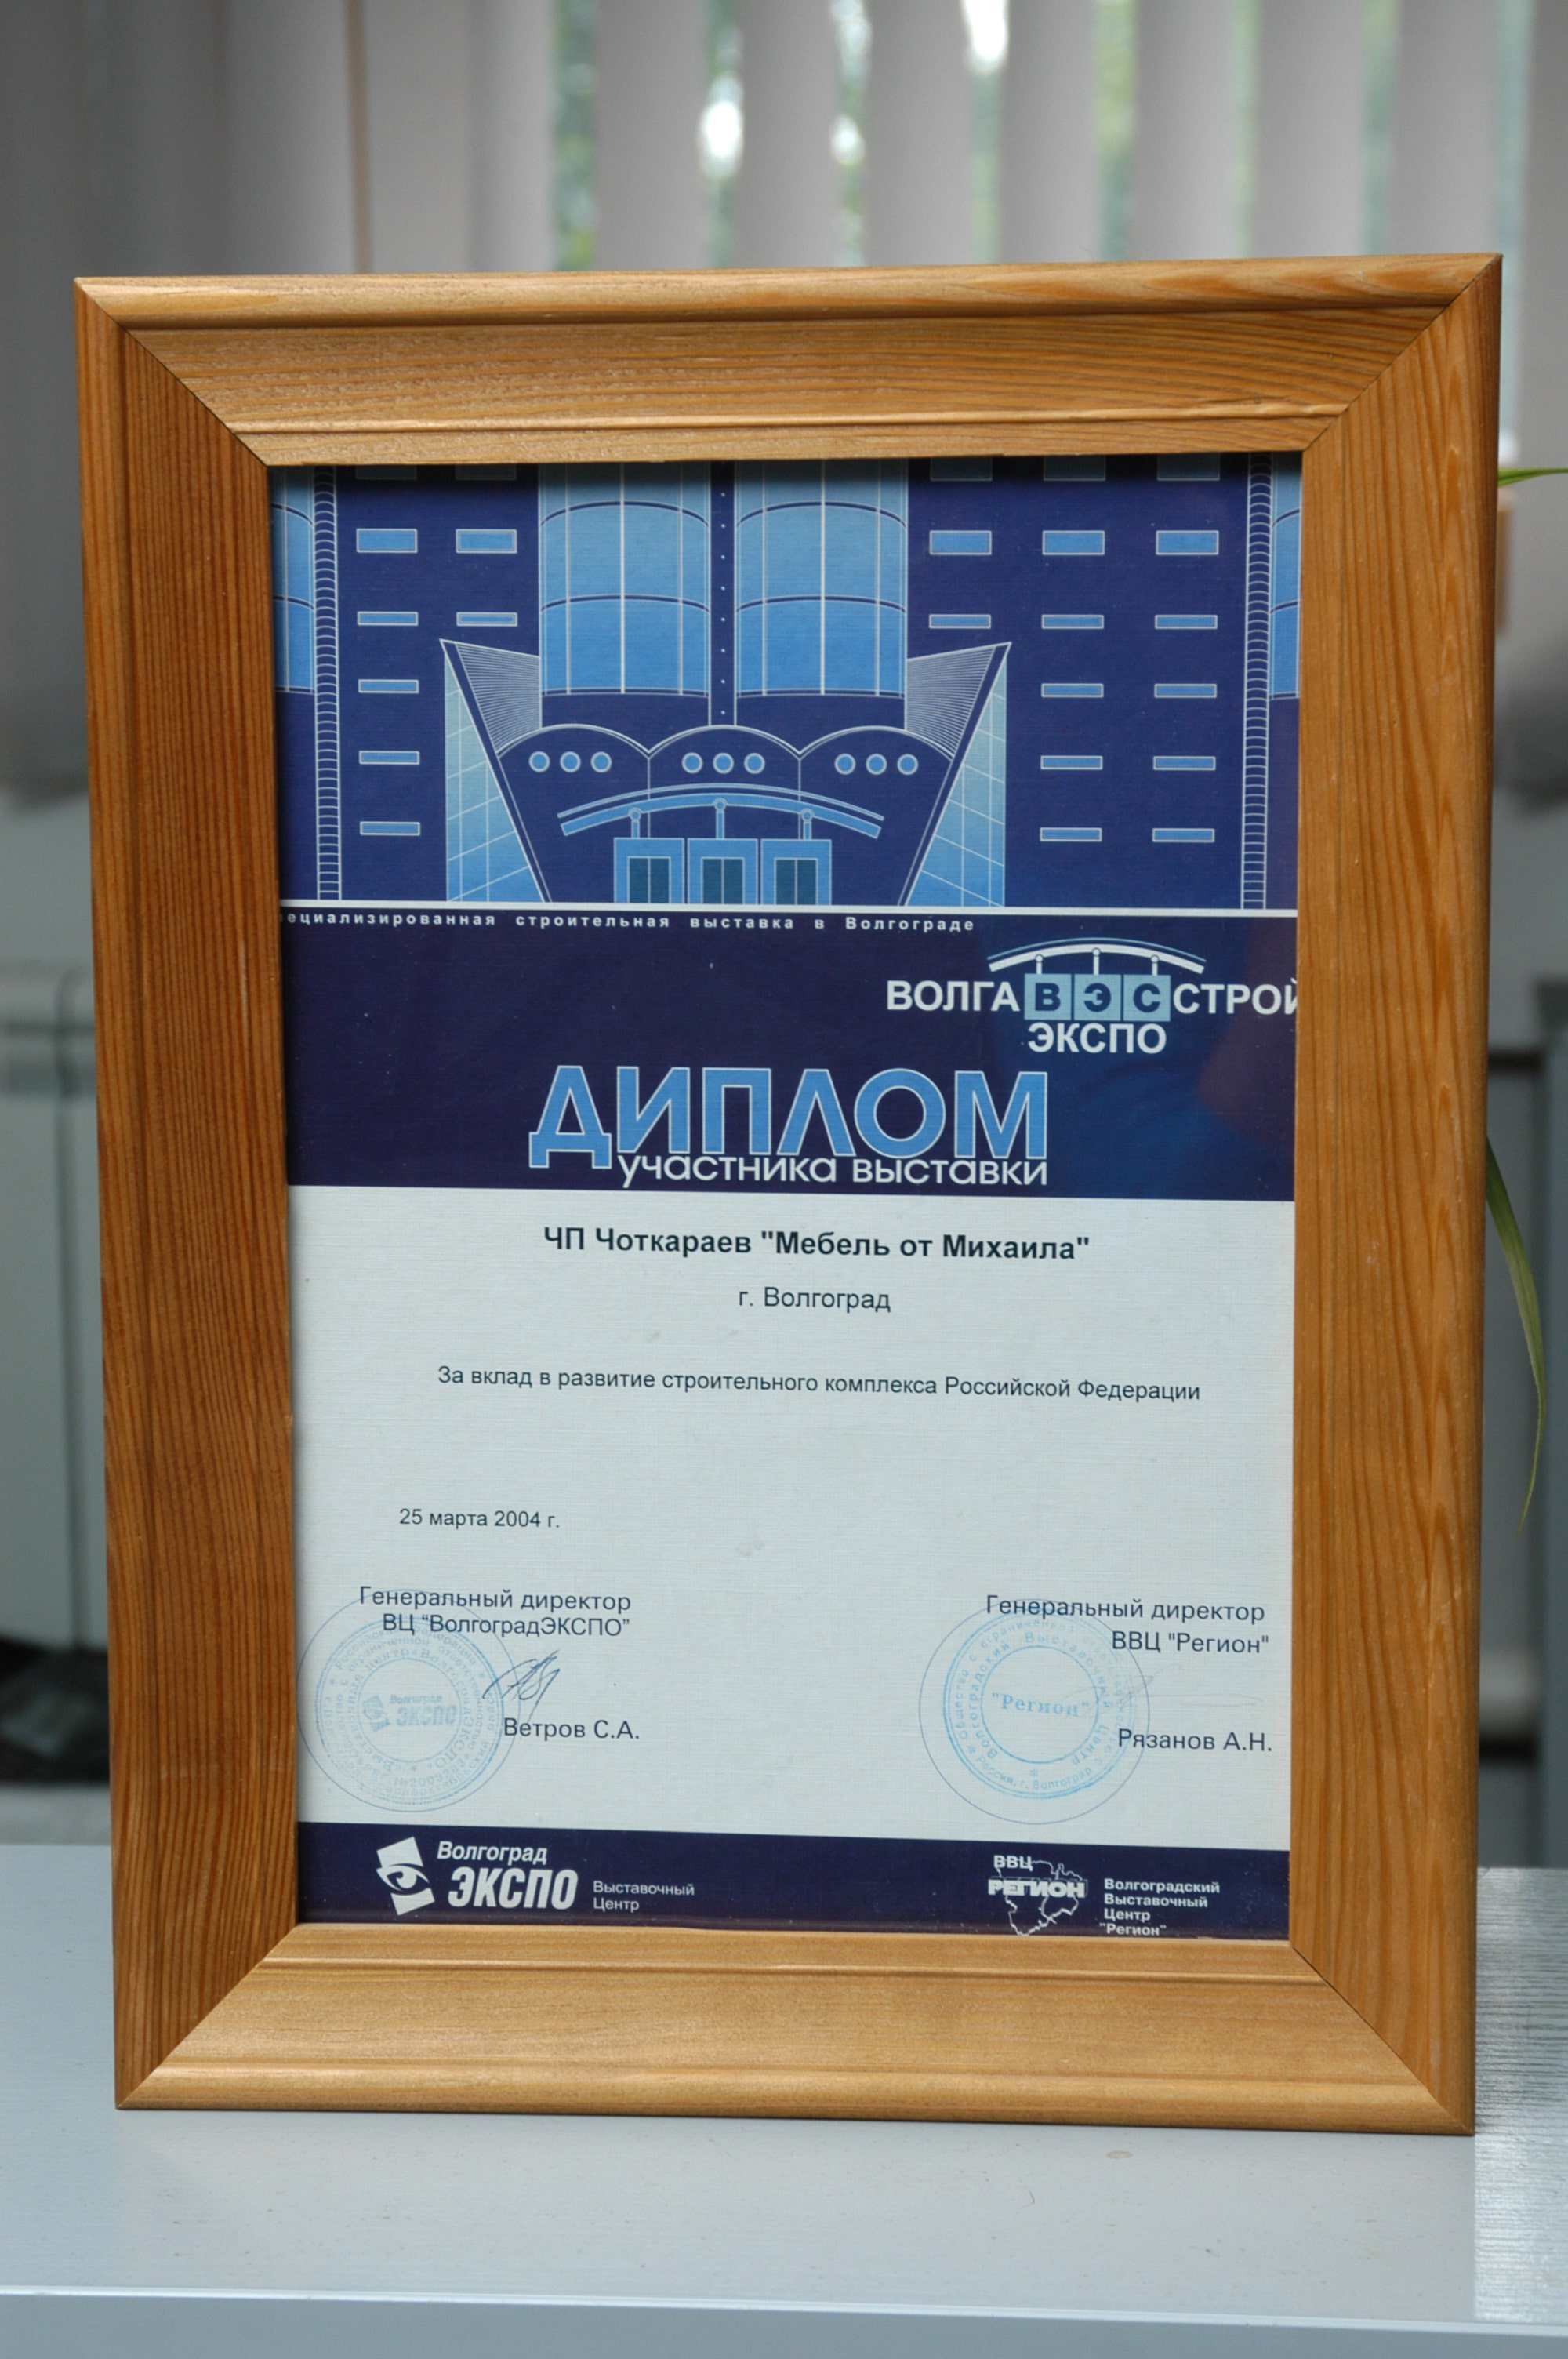 ециализированная строительная выставка в Волгограде
ВОЛГА ВЭС СТРОЙ
ЭКСПО
ДИПЛОМ
участника выставки
ЧП Чоткараев "Мебель от Михаила"
г. Волгоград
За вклад в развитие строительного комплекса Российской Федерации
25 марта 2004 г.
Генеральный директор
ВЦ "ВолгоградЭКСПО"
Ветров С.А.
Генеральный директор
ВВЦ "Регион"
"Регион"
Рязанов А.Н.
Волгоград
ЭКСПО
Волгоград
ЭКСПО
Выставочный
Центр
ВВЦ
РЕГИОН
Волгоградский
Выставочный
Центр
"Регион"